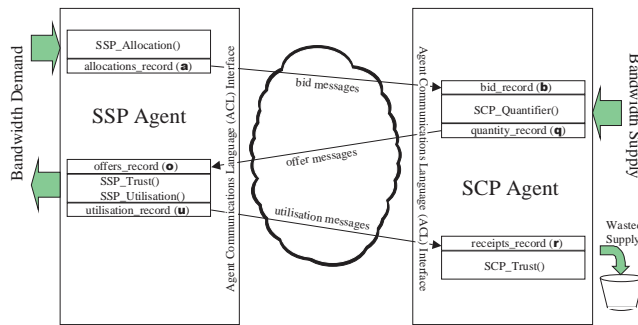 Bandwidth Demand
SSP_Allocation()
allocations_record (a)
SSP Agent
offers_record (o)
SSP_Trust()
SSP_Utilisation()
utilisation_record (u)
Agent Communications Language (ACL) Interface
bid messages
offer messages
utilisation messages
Agent Communications Language (ACL) Interface
bid_record (b)
SCP_Quantifier()
quantity_record (q)
SCP Agent
receipts_record (r)
SCP_Trust()
Bandwidth Supply
Wasted
Supply